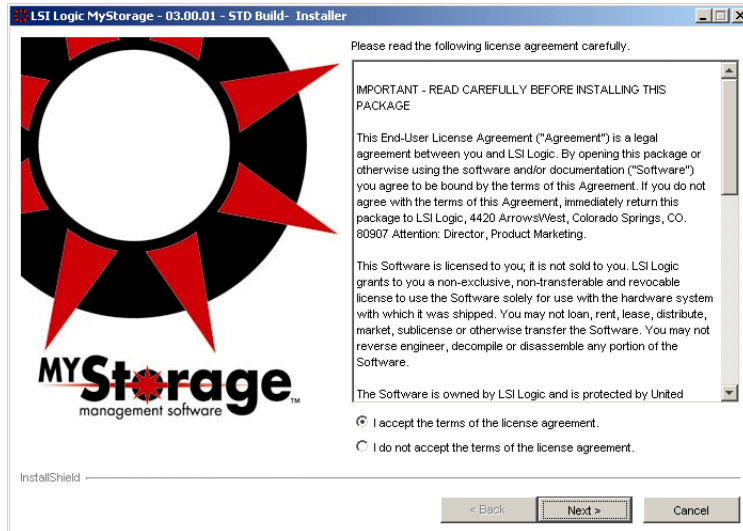 LSI Logic MyStorage - 03.00.01 - STD Build- Installer
Please read the following license agreement carefully.
IMPORTANT - READ CAREFULLY BEFORE INSTALLING THIS
PACKAGE
This End-User License Agreement ("Agreement") is a legal
agreement between you and LSI Logic. By opening this package or
otherwise using the software and/or documentation ("Software")
you agree to be bound by the terms of this Agreement. If you do not
agree with the terms of this Agreement, immediately return this
package to LSI Logic, 4420 ArrowsWest, Colorado Springs, CO.
80907 Attention: Director, Product Marketing.
This Software is licensed to you; it is not sold to you. LSI Logic
grants to you a non-exclusive, non-transferable and revocable
license to use the Software solely for use with the hardware system
with which it was shipped. You may not loan, rent, lease, distribute,
market, sublicense or otherwise transfer the Software. You may not
reverse engineer, decompile or disassemble any portion of the
Software.
The Software is owned by LSI Logic and is protected by United
MYStorage™
management software
I accept the terms of the license agreement.
I do not accept the terms of the license agreement.
InstallShield
< Back
Next >
Cancel